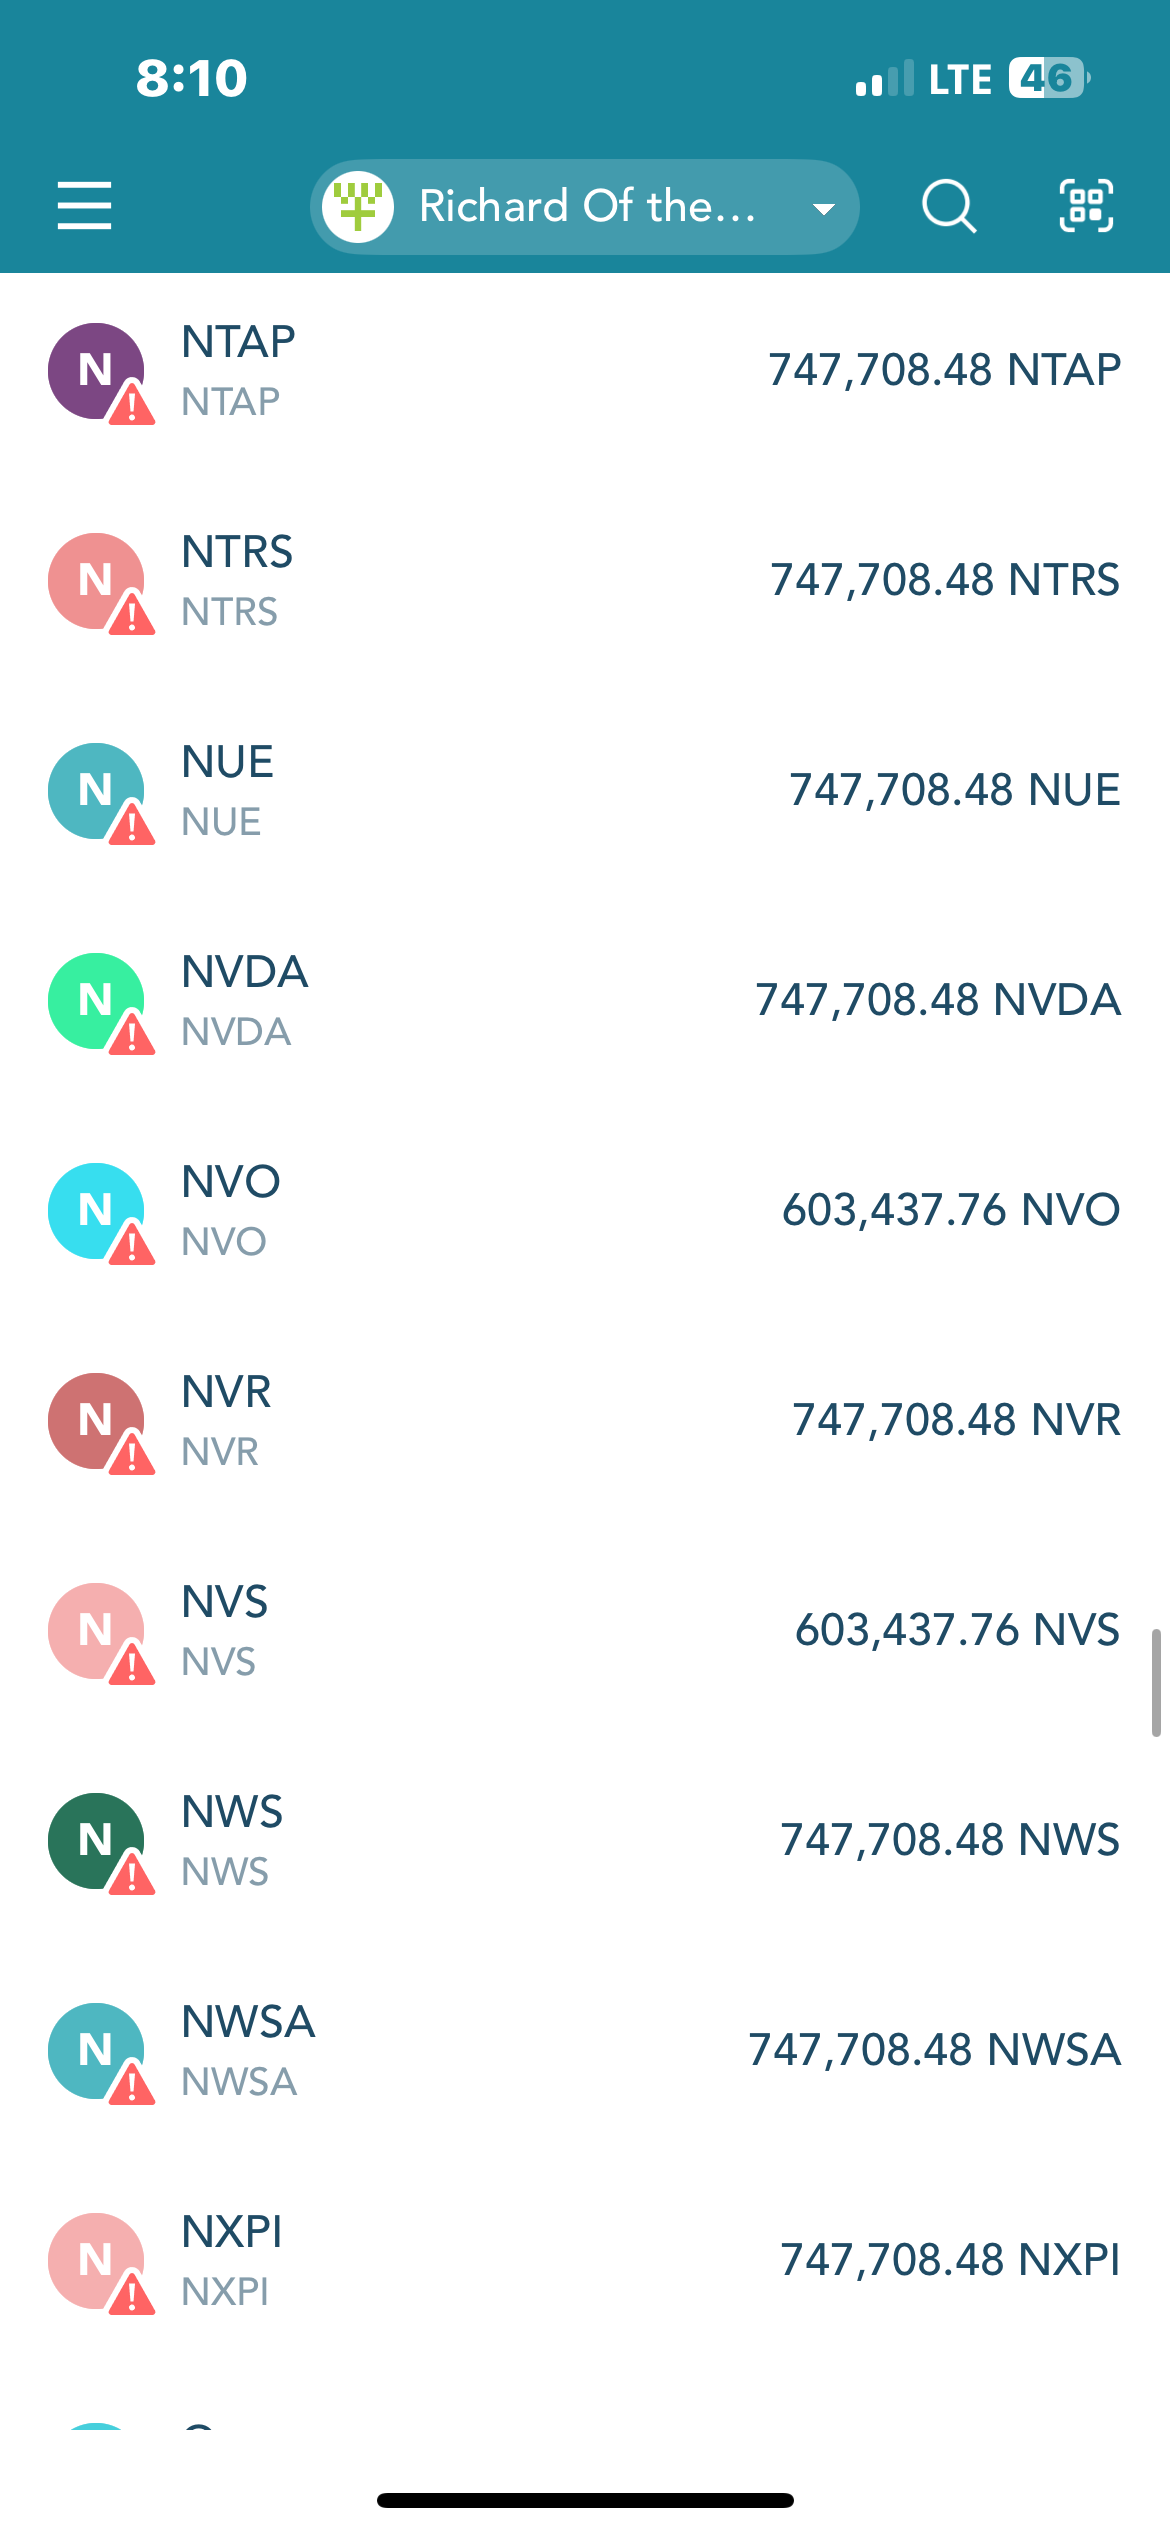 8:10
LTE 46
Richard Of the...
N NTAP
NTAP
747,708.48 NTAP
N NTRS
NTRS
747,708.48 NTRS
N NUE
NUE
747,708.48 NUE
N NVDA
NVDA
747,708.48 NVDA
N NVO
NVO
603,437.76 NVO
N NVR
NVR
747,708.48 NVR
N NVS
NVS
603,437.76 NVS
N NWS
NWS
747,708.48 NWS
N NWSA
NWSA
747,708.48 NWSA
N NXPI
NXPI
747,708.48 NXPI